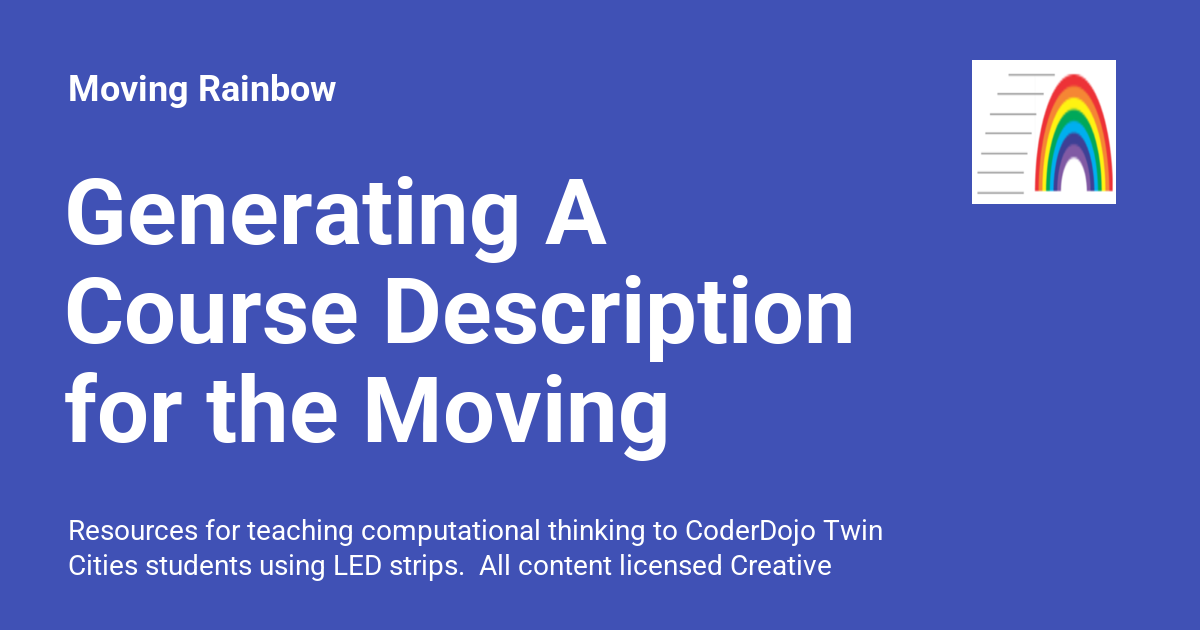 Moving Rainbow
Generating A
Course Description
for the Moving
Resources for teaching computational thinking to CoderDojo Twin
Cities students using LED strips.  All content licensed Creative